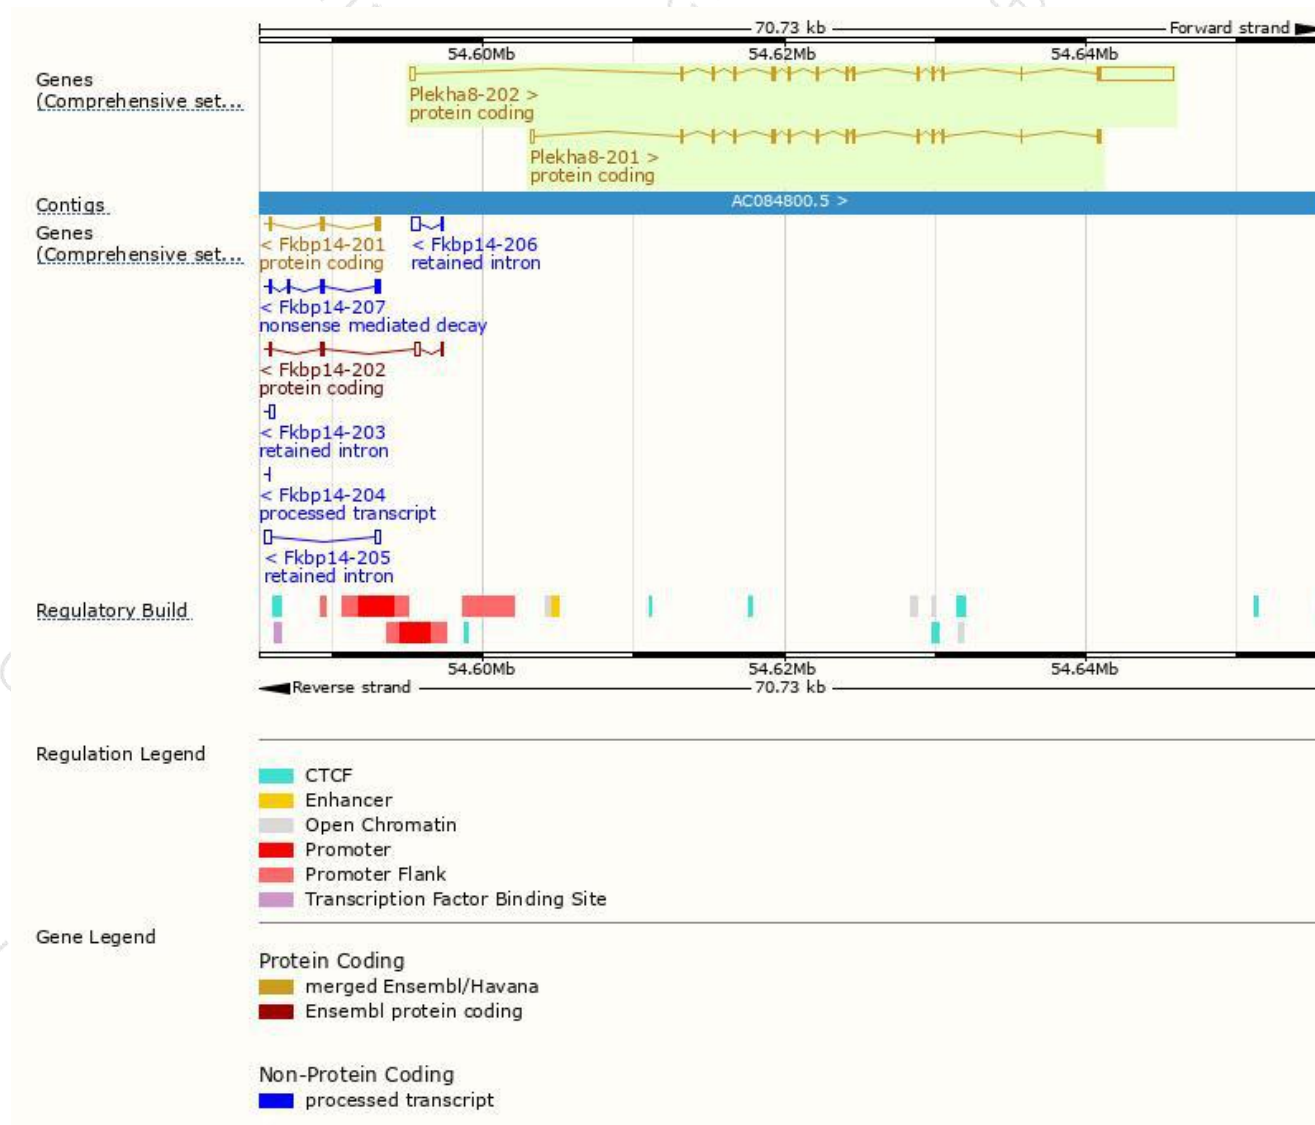 70.73 kb Forward strand
54.60Mb 54.62Mb 54.64Mb
Genes
(Comprehensive set...
Plekha8-202 >
protein coding
Plekha8-201 >
protein coding
Contigs AC084800.5 >
Genes
(Comprehensive set...
< Fkbp14-201 < Fkbp14-206
protein coding retained intron
< Fkbp14-207
nonsense mediated decay
< Fkbp14-202
protein coding
< Fkbp14-203
retained intron
< Fkbp14-204
processed transcript
< Fkbp14-205
retained intron
Regulatory Build
54.60Mb 54.62Mb 54.64Mb
Reverse strand 70.73 kb
Regulation Legend
CTCF
Enhancer
Open Chromatin
Promoter
Promoter Flank
Transcription Factor Binding Site
Gene Legend
Protein Coding
merged Ensembl/Havana
Ensembl protein coding
Non-Protein Coding
processed transcript